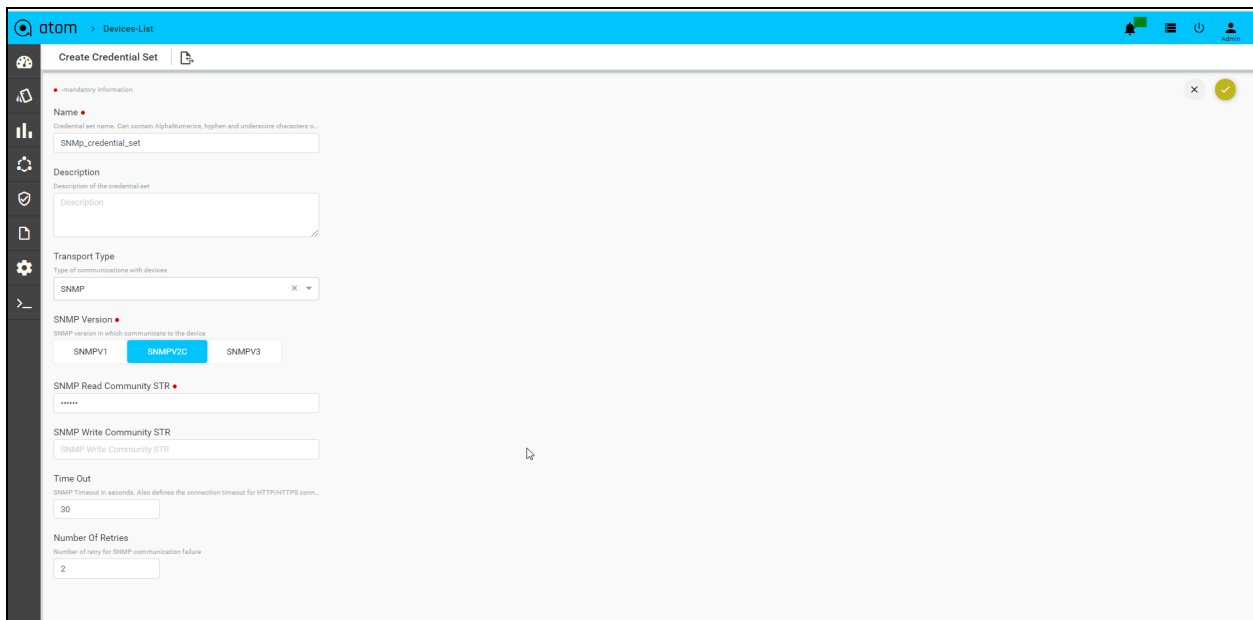 atom > Devices-List
Admin
Create Credential Set
-mandatory information
Name
Credential set name. Can contain AlphaNumerics, hyphen and underscore characters o...
SNMp_credential_set
Description
Description of the credential-set
Description
Transport Type
Type of communications with devices
SNMP
SNMP Version
SNMP version in which communicate to the device
SNMPV1 SNMPV2C SNMPV3
SNMP Read Community STR
••••••
SNMP Write Community STR
SNMP Write Community STR
Time Out
SNMP Timeout in seconds. Also defines the connection timeout for HTTP/HTTPS conn...
30
Number Of Retries
Number of retry for SNMP communication failure
2